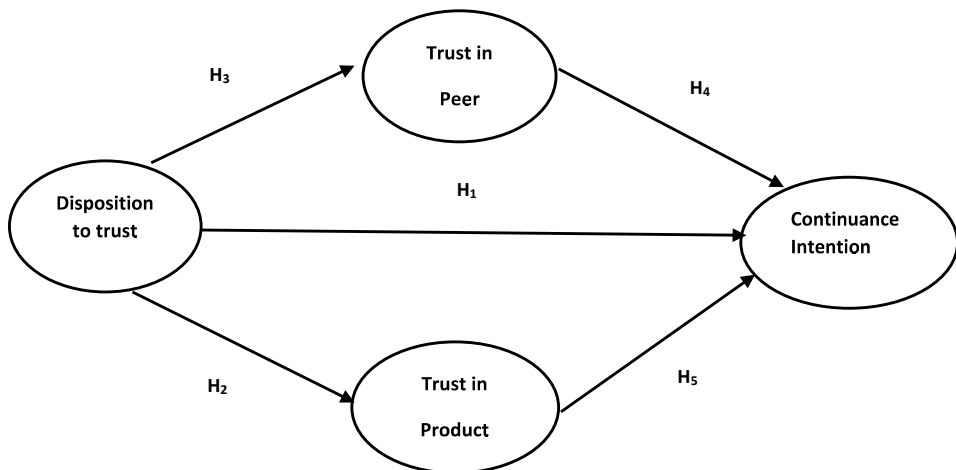 Trust in
Peer
H₃
H₄
H₁
Disposition
to trust
Continuance
Intention
Trust in
Product
H₂
H₅